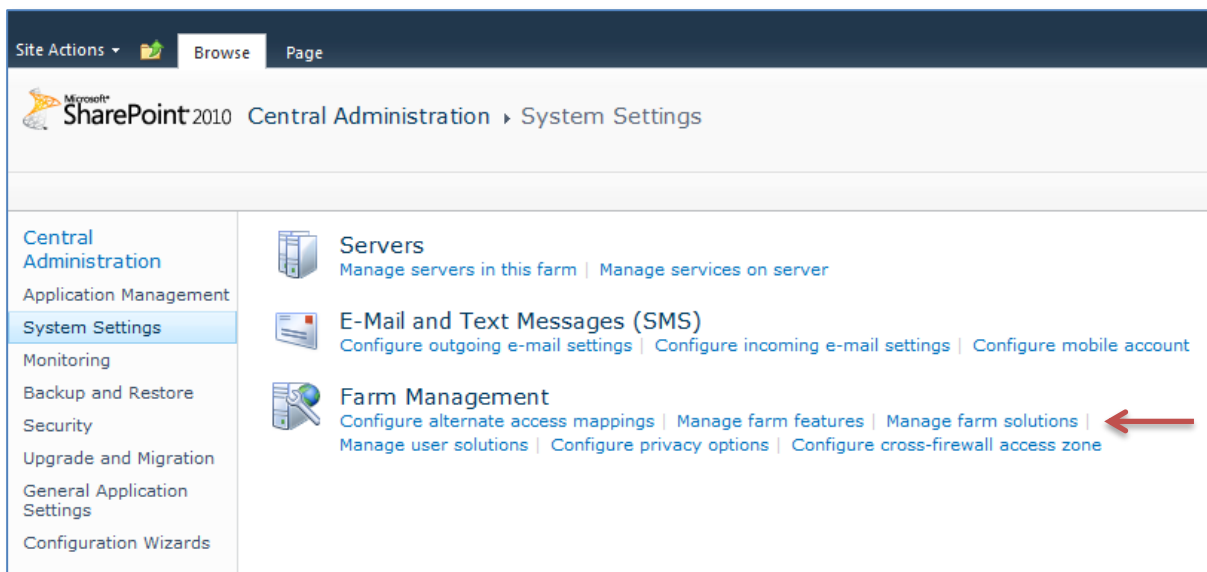 Site Actions Browse Page
Microsoft
SharePoint 2010 Central Administration System Settings
Central
Administration
Application Management
System Settings
Monitoring
Backup and Restore
Security
Upgrade and Migration
General Application
Settings
Configuration Wizards
Servers
Manage servers in this farm | Manage services on server
E-Mail and Text Messages (SMS)
Configure outgoing e-mail settings | Configure incoming e-mail settings | Configure mobile account
Farm Management
Configure alternate access mappings | Manage farm features | Manage farm solutions |
Manage user solutions | Configure privacy options | Configure cross-firewall access zone